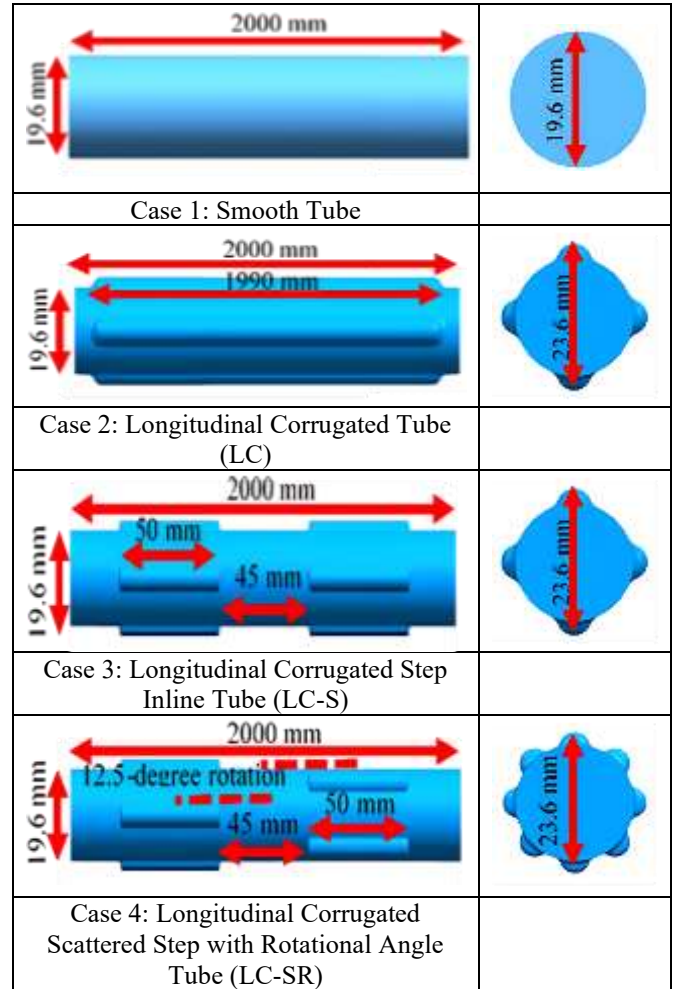 2000 mm
19.6 mm
19.6 mm
Case 1: Smooth Tube
2000 mm
1990 mm
19.6 mm
23.6 mm
Case 2: Longitudinal Corrugated Tube
(LC)
2000 mm
50 mm
45 mm
19.6 mm
23.6 mm
Case 3: Longitudinal Corrugated Step
Inline Tube (LC-S)
2000 mm
12.5-degree rotation
50 mm
45 mm
19.6 mm
23.6 mm
Case 4: Longitudinal Corrugated
Scattered Step with Rotational Angle
Tube (LC-SR)